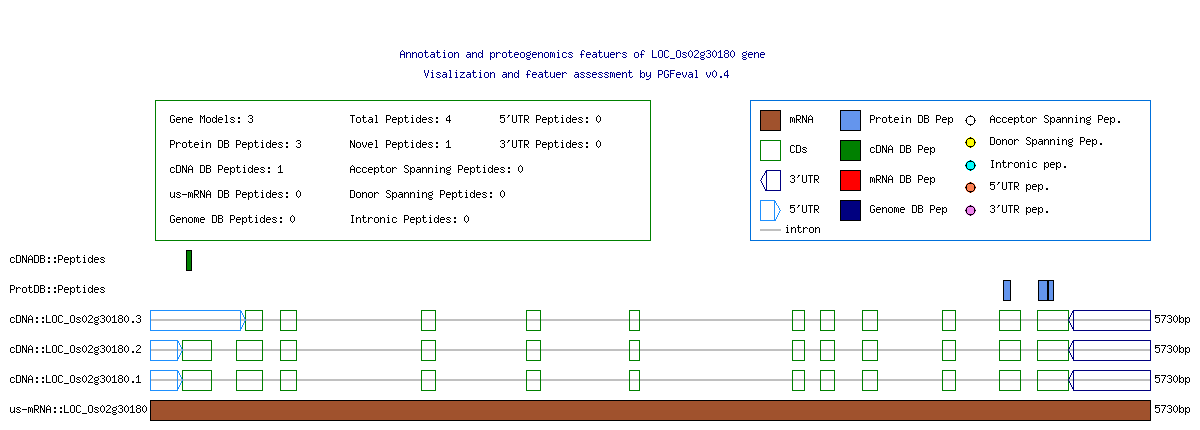 Annotation and proteogenomics featuers of LOC_Os02g30180 gene
Visalization and featuer assessment by PGFeval v0.4
Gene Models: 3 Total Peptides: 4 5'UTR Peptides: 0
Protein DB Peptides: 3 Novel Peptides: 1 3'UTR Peptides: 0
cDNA DB Peptides: 1 Acceptor Spanning Peptides: 0
us-mRNA DB Peptides: 0 Donor Spanning Peptides: 0
Genome DB Peptides: 0 Intronic Peptides: 0
mRNA Protein DB Pep Acceptor Spanning Pep.
CDs cDNA DB Pep Donor Spanning Pep.
3'UTR mRNA DB Pep Intronic pep.
5'UTR Genome DB Pep 5'UTR pep.
intron 3'UTR pep.
cDNADB::Peptides
ProtDB::Peptides
cDNA::LOC_Os02g30180.3 5730bp
cDNA::LOC_Os02g30180.2 5730bp
cDNA::LOC_Os02g30180.1 5730bp
us-mRNA::LOC_Os02g30180 5730bp